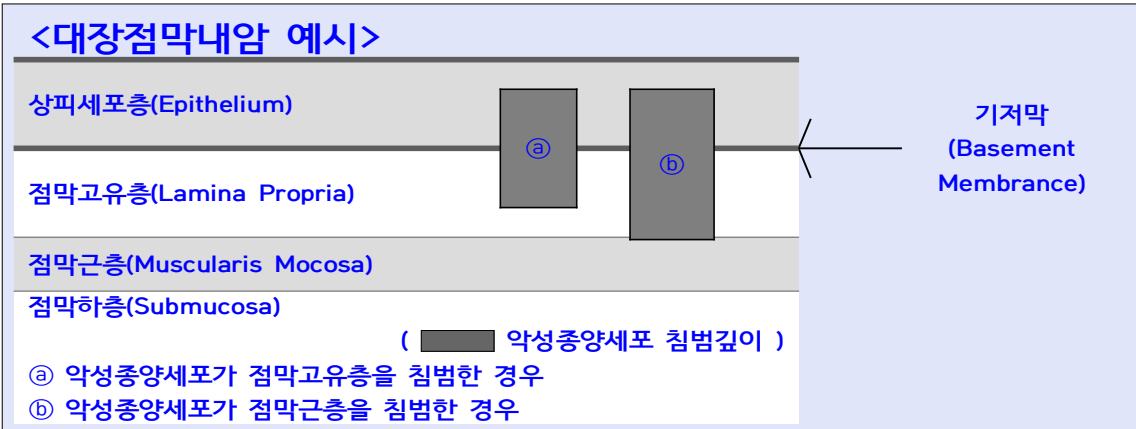 <대장점막내암 예시>
상피세포층(Epithelium)
ⓐ
ⓑ
기저막
(Basement
Membrance)
점막고유층(Lamina Propria)
점막근층(Muscularis Mocosa)
점막하층(Submucosa)
( 악성종양세포 침범깊이 )
ⓐ 악성종양세포가 점막고유층을 침범한 경우
ⓑ 악성종양세포가 점막근층을 침범한 경우